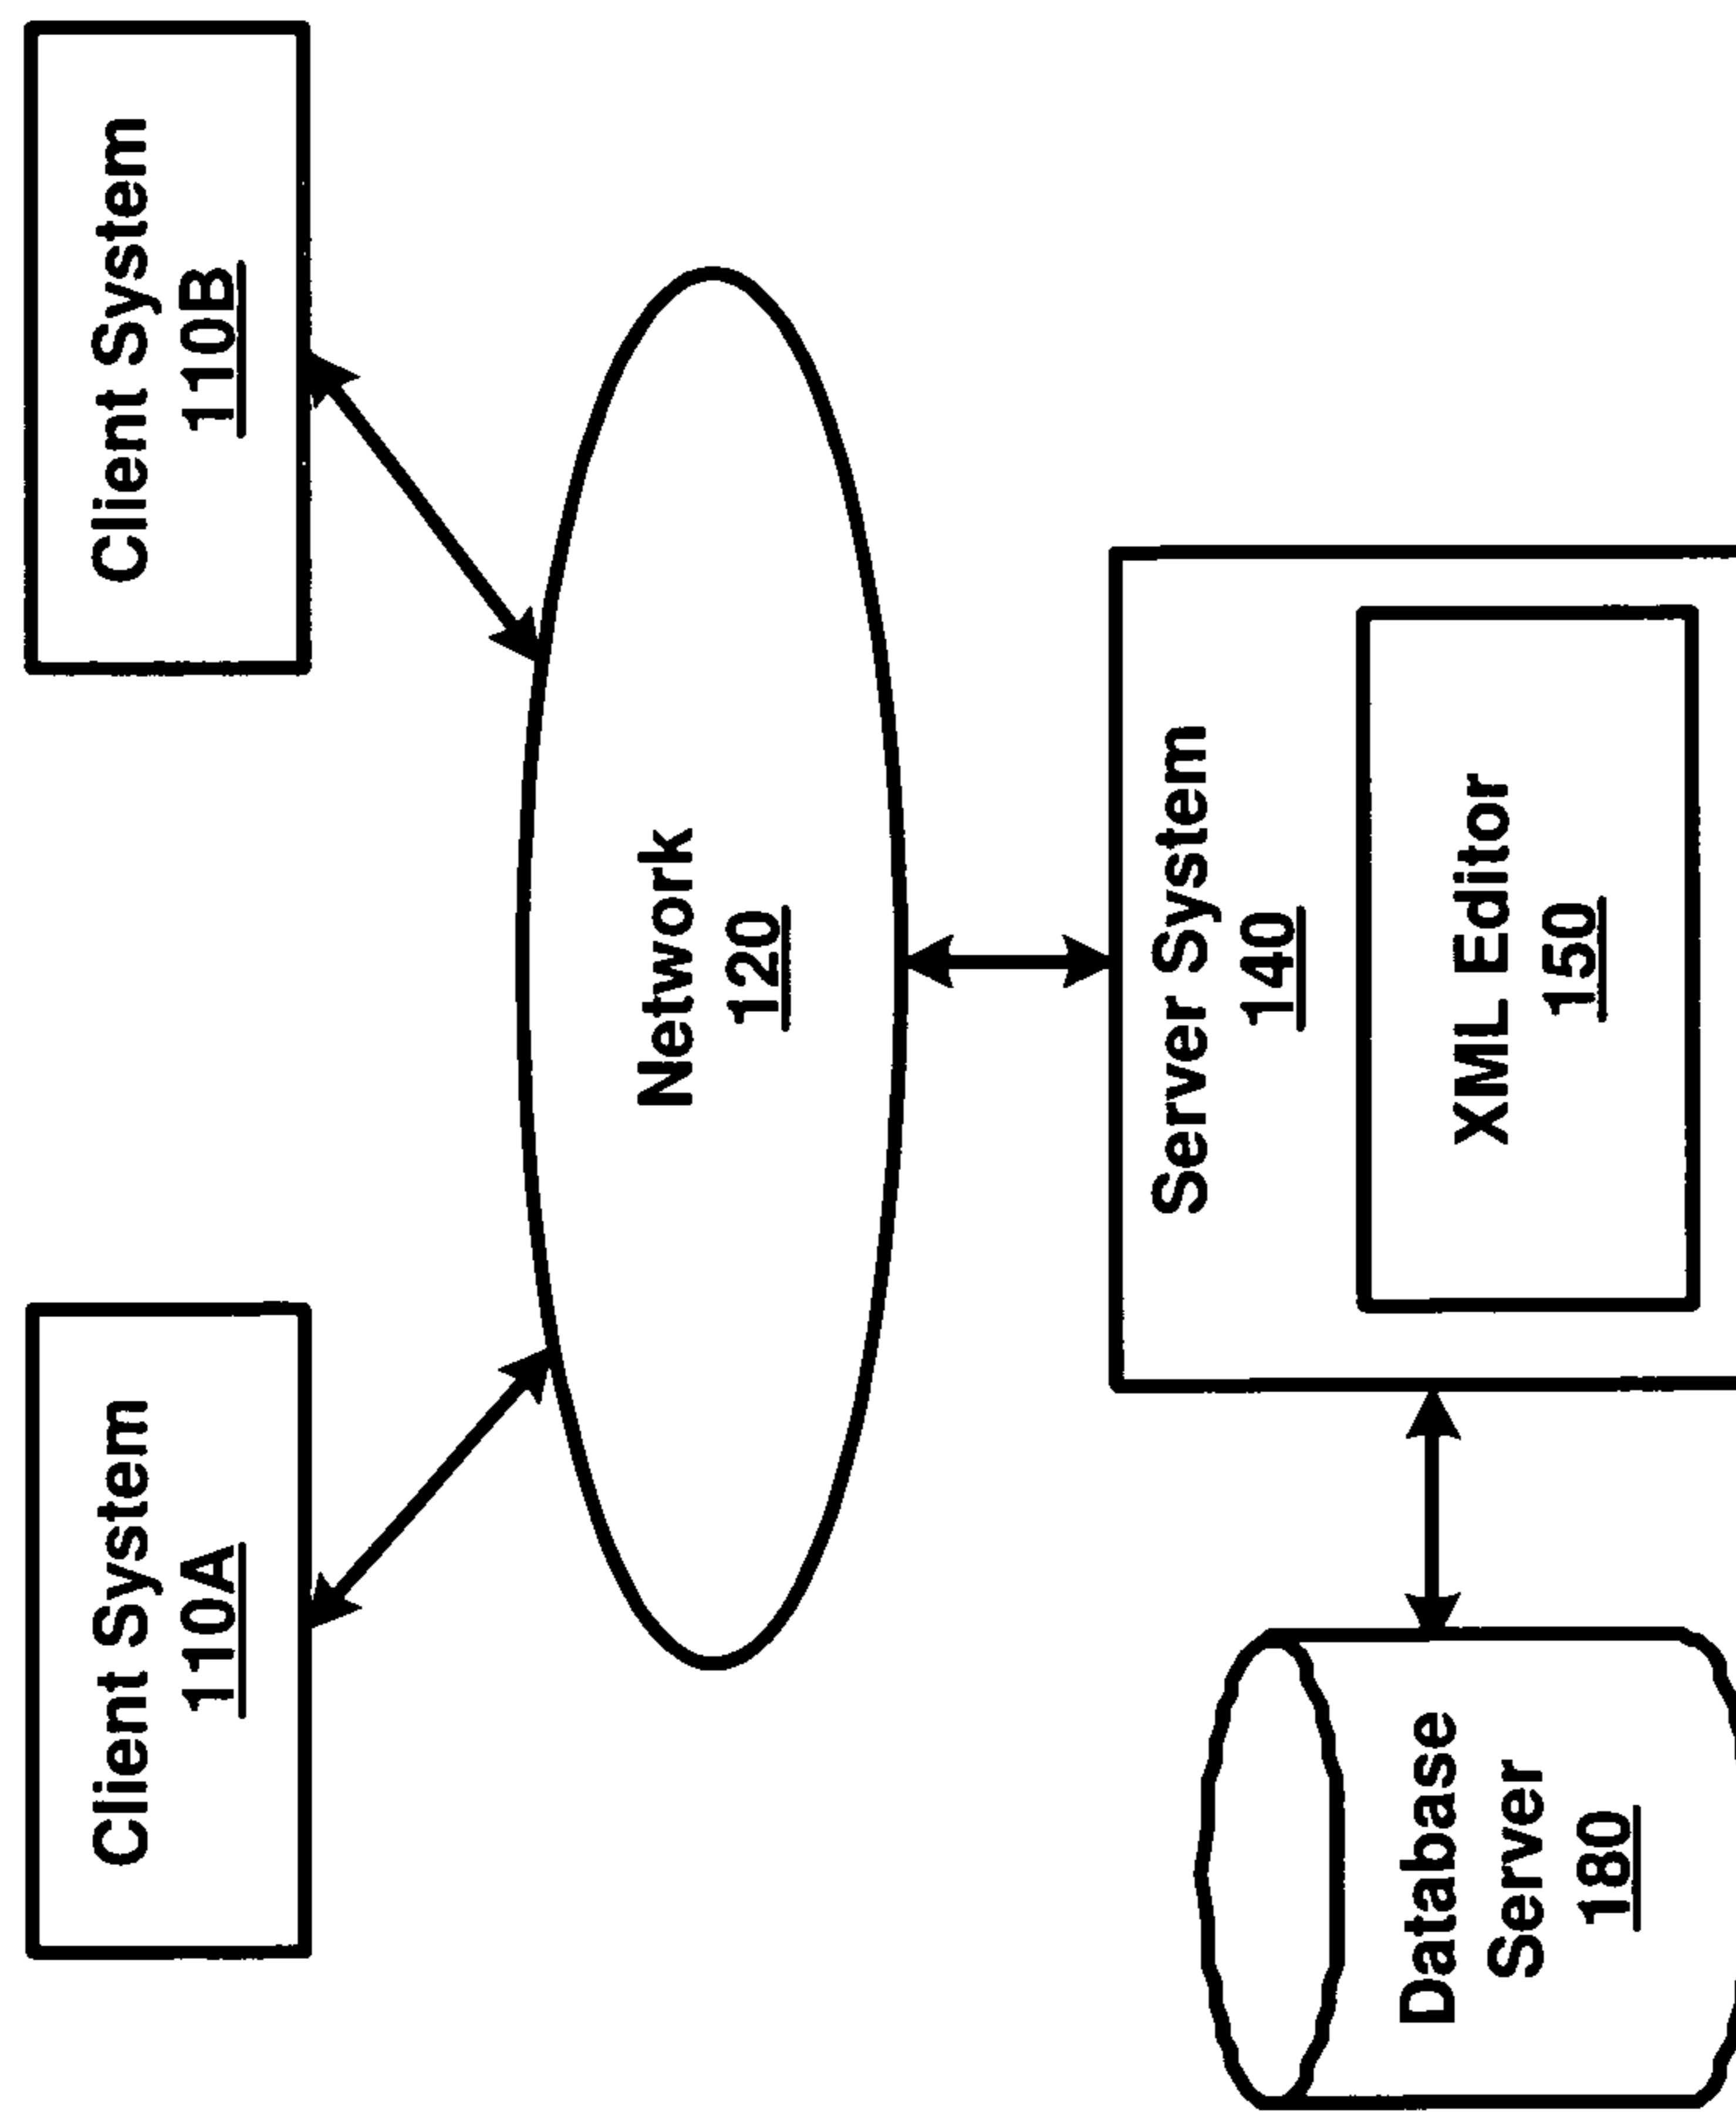 Client System
110A
Client System
110B
Network
120
Server System
140
XML Editor
150
Database
Server
180